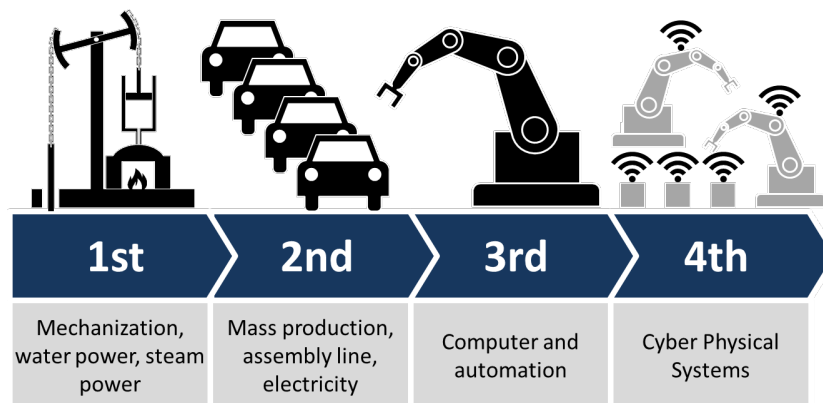 1st
2nd
3rd
4th
Mechanization,
water power, steam
power
Mass production,
assembly line,
electricity
Computer and
automation
Cyber Physical
Systems